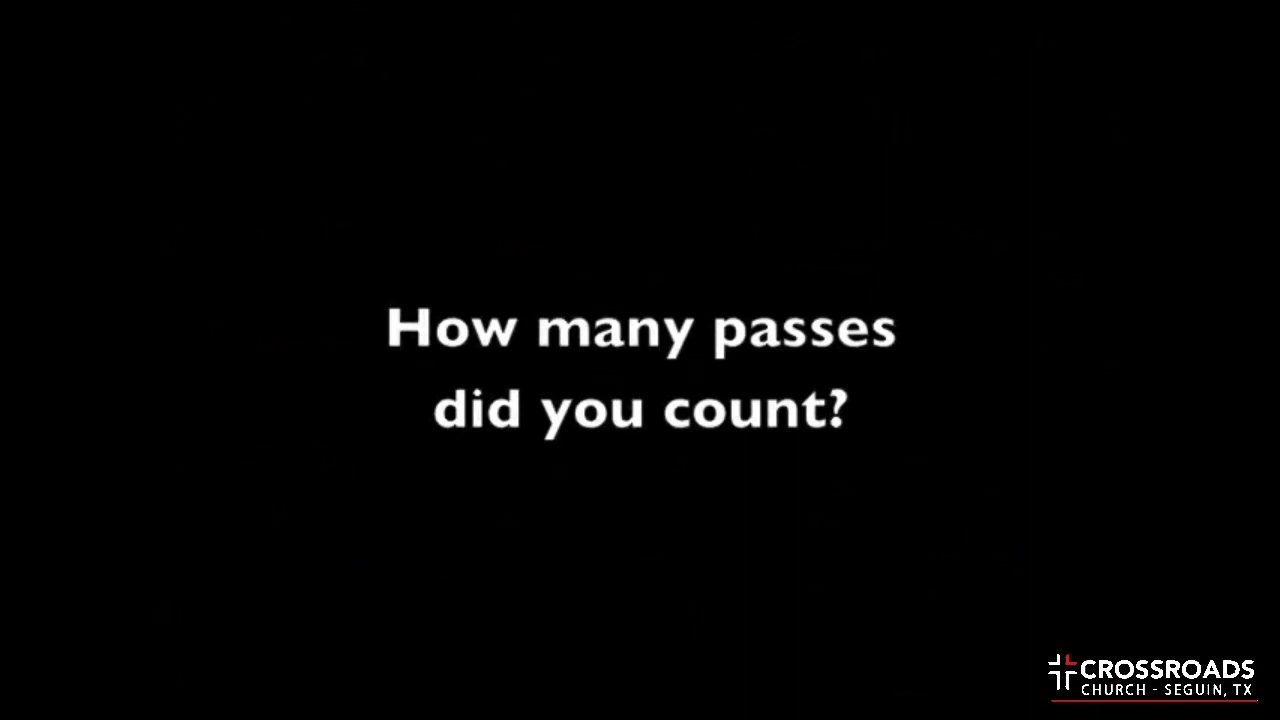 How many passes
did you count?
CROSSROADS
CHURCH - SEGUIN, TX